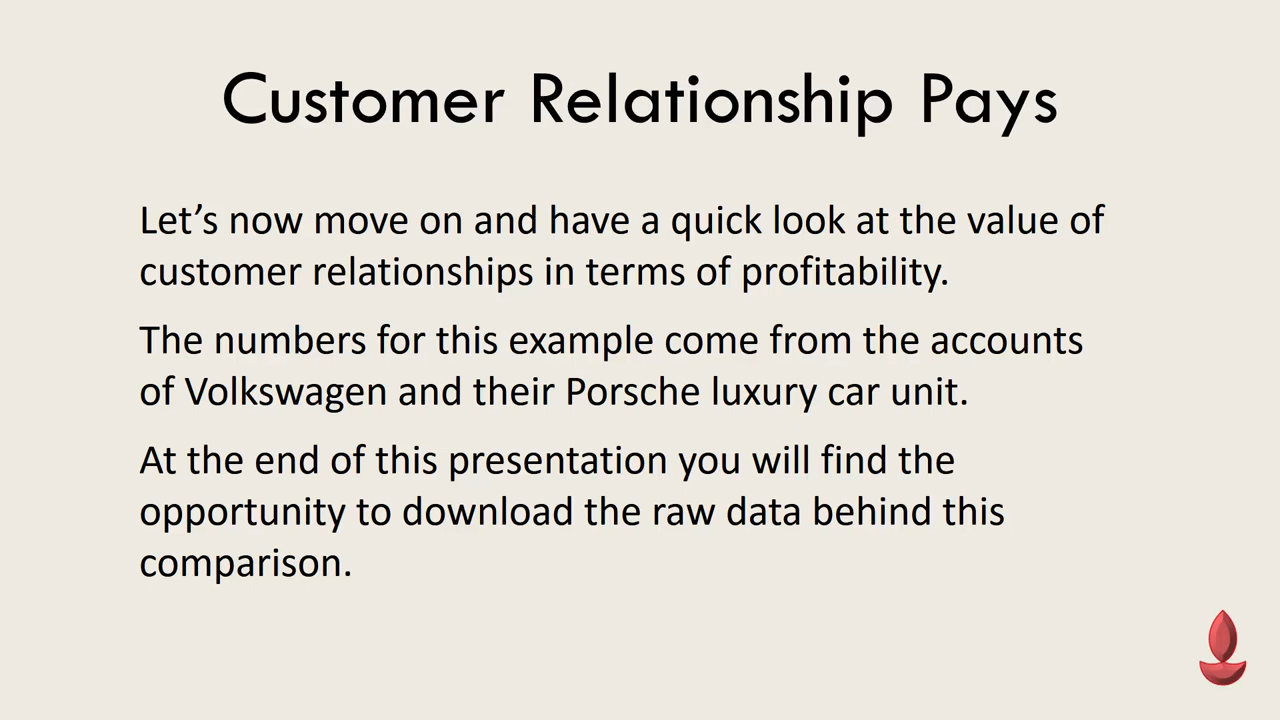 Customer Relationship Pays
Let’s now move on and have a quick look at the value of
customer relationships in terms of profitability.
The numbers for this example come from the accounts
of Volkswagen and their Porsche luxury car unit.
At the end of this presentation you will find the
opportunity to download the raw data behind this
comparison.